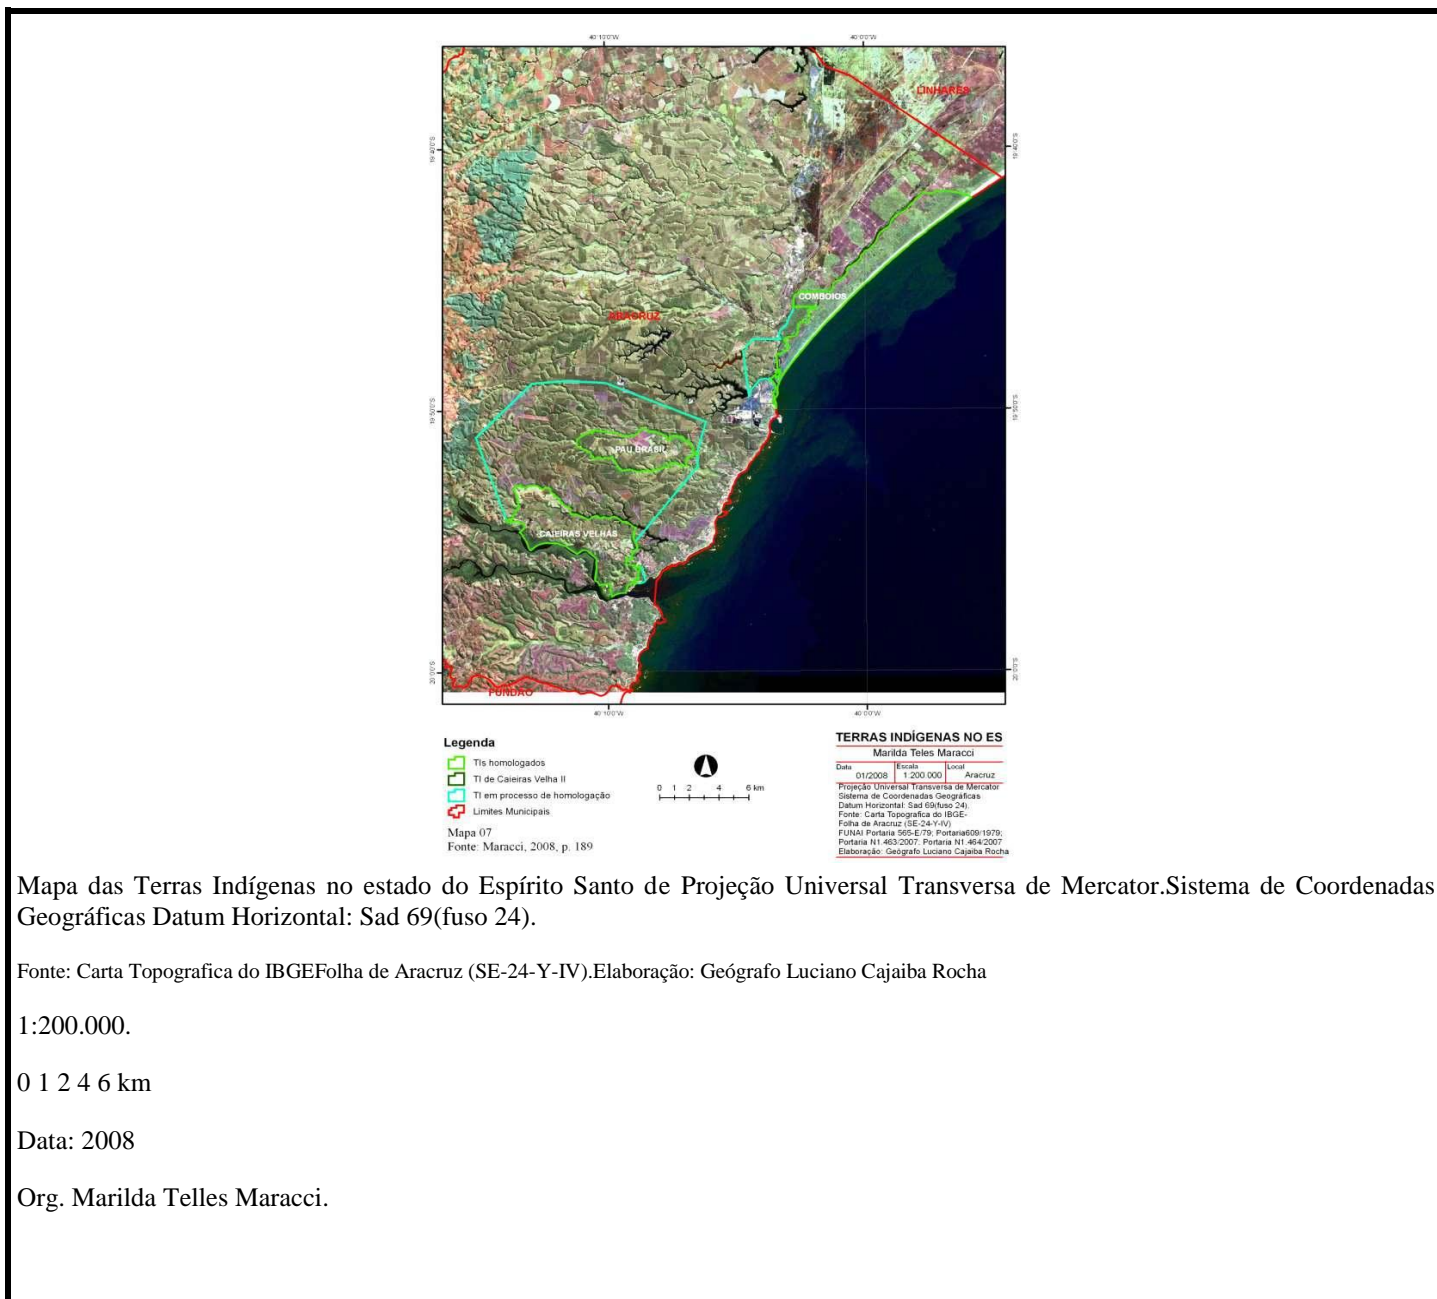 40°10'0"W
40°0'0"W
LINHARES
19°40'0"S
19°40'0"S
COMBOIOS
ARACRUZ
19°50'0"S
19°50'0"S
PAU BRASIL
CAIEIRAS VELHAS
20°0'0"S
20°0'0"S
FUNDAO
40°10'0"W
40°0'0"W
Legenda
TIs homologados
TI de Caieiras Velha II
TI em processo de homologação
Limites Municipais
0 1 2 4 6 km
Mapa 07
Fonte: Maracci, 2008, p. 189
TERRAS INDÍGENAS NO ES
Marilda Teles Maracci
Data Escala Local
01/2008 1:200.000 Aracruz
Projeção Universal Transversa de Mercator
Sistema de Coordenadas Geográficas
Datum Horizontal: Sad 69(fuso 24).
Fonte: Carta Topografica do IBGE-
Folha de Aracruz (SE-24-Y-IV)
FUNAI Portaria 565-E/79; Portaria609/1979;
Portaria N1.463/2007; Portaria N1.464/2007
Elaboração: Geógrafo Luciano Cajaiba Rocha
Mapa das Terras Indígenas no estado do Espírito Santo de Projeção Universal Transversa de Mercator.Sistema de Coordenadas
Geográficas Datum Horizontal: Sad 69(fuso 24).
Fonte: Carta Topografica do IBGEFolha de Aracruz (SE-24-Y-IV).Elaboração: Geógrafo Luciano Cajaiba Rocha
1:200.000.
0 1 2 4 6 km
Data: 2008
Org. Marilda Telles Maracci.